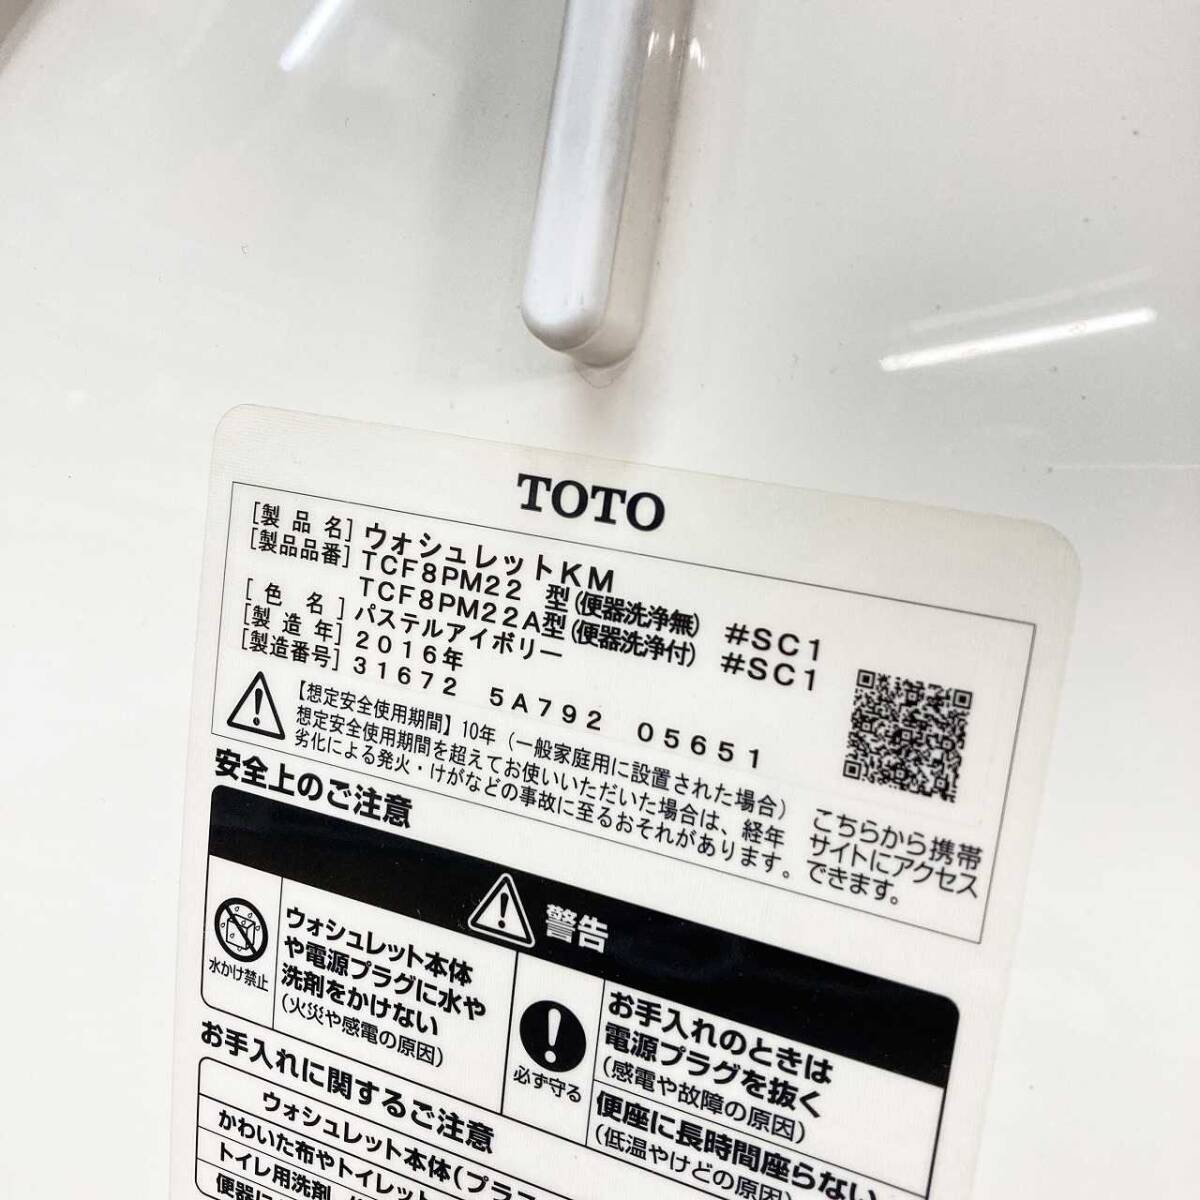 TOTO
[製品名] ウォシュレットKM
[製品品番] TCF8PM22 型(便器洗浄無) #SC1
TCF8PM22A型(便器洗浄付) #SC1
[色名] パステルアイボリー
[製造年] 2016年
[製造番号] 31672 5A792 05651
【想定安全使用期間】10年(一般家庭用に設置された場合)
想定安全使用期間を超えてお使いいただいた場合は、経年
劣化による発火・けがなどの事故に至るおそれがあります。
こちらから携帯
サイトにアクセス
できます。
安全上のご注意
警告
水かけ禁止
ウォシュレット本体
や電源プラグに水や
洗剤をかけない
(火災や感電の原因)
必ず守る
お手入れのときは
電源プラグを抜く
(感電や故障の原因)
便座に長時間座らない
(低温やけどの原因)
お手入れに関するご注意
ウォシュレット本体(プラス
かわいた布やトイレット
トイレ用洗剤
便器に